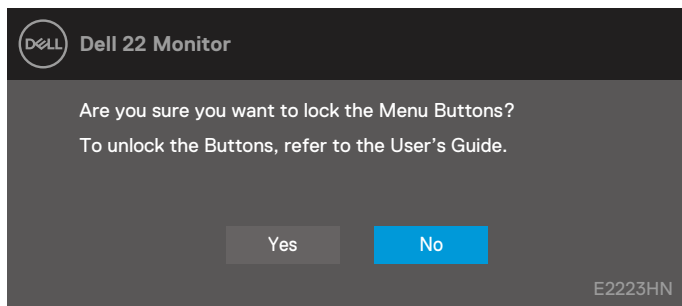 DELL
Dell 22 Monitor
Are you sure you want to lock the Menu Buttons?
To unlock the Buttons, refer to the User’s Guide.
Yes
No
E2223HN